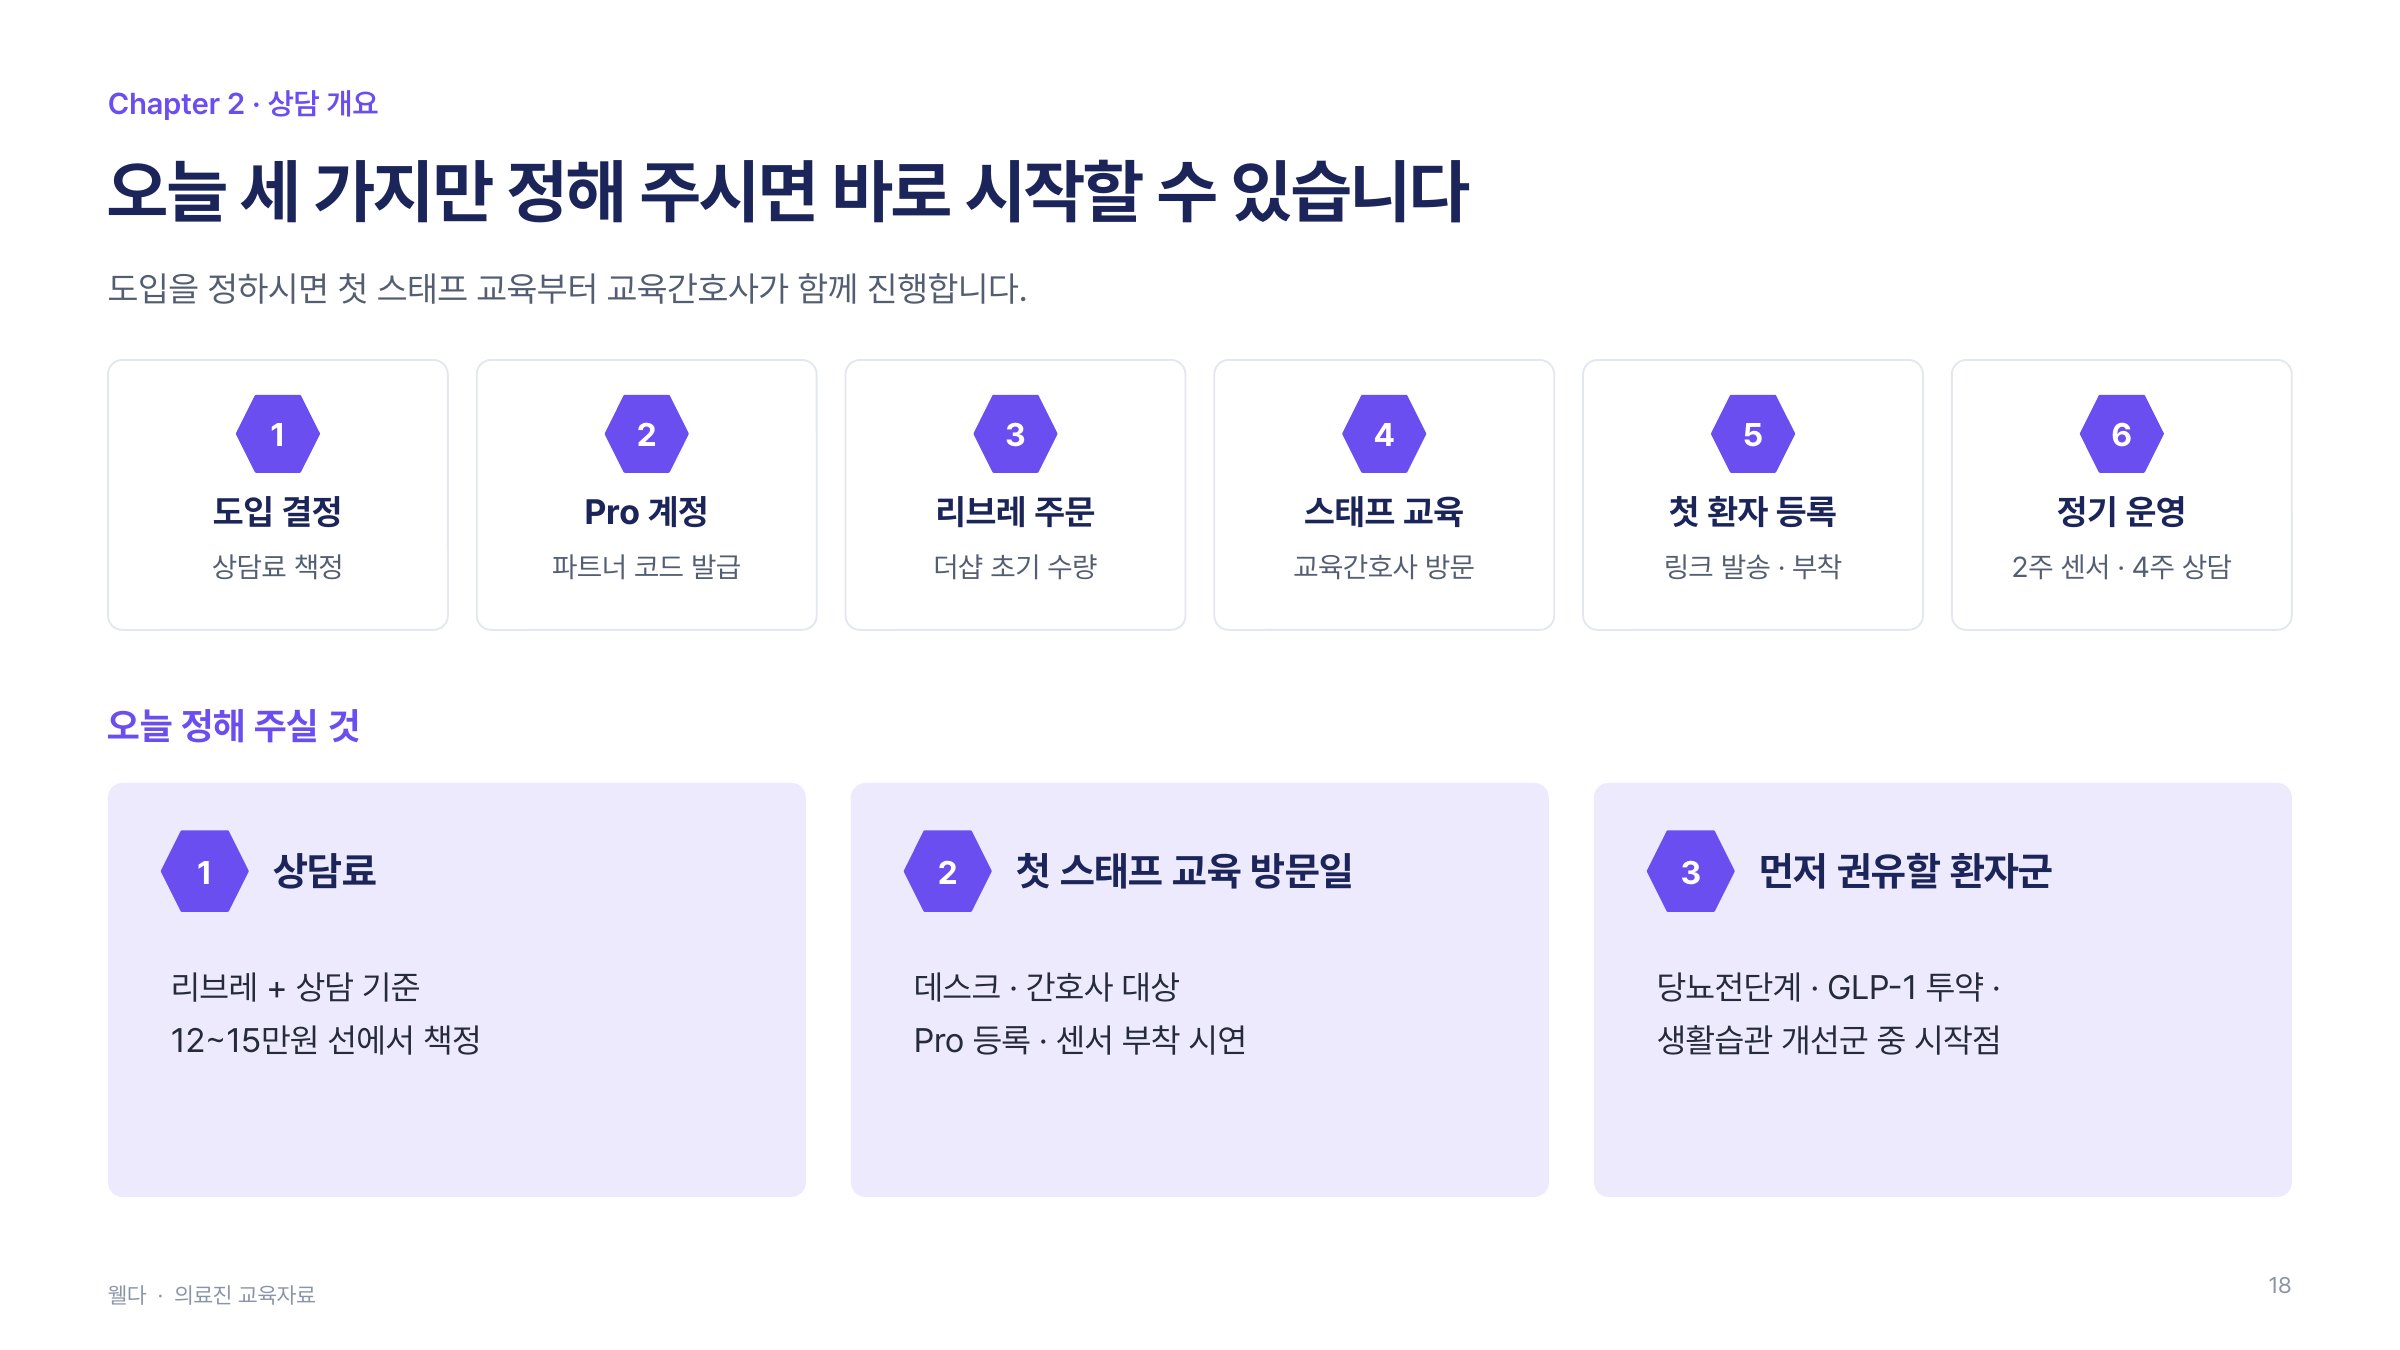 Chapter 2 · 상담 개요
오늘 세 가지만 정해 주시면 바로 시작할 수 있습니다
도입을 정하시면 첫 스태프 교육부터 교육간호사가 함께 진행합니다.
1
도입 결정
상담료 책정
2
Pro 계정
파트너 코드 발급
3
리브레 주문
더샵 초기 수량
4
스태프 교육
교육간호사 방문
5
첫 환자 등록
링크 발송 · 부착
6
정기 운영
2주 센서 · 4주 상담
오늘 정해 주실 것
1
상담료
리브레 + 상담 기준
12~15만원 선에서 책정
2
첫 스태프 교육 방문일
데스크 · 간호사 대상
Pro 등록 · 센서 부착 시연
3
먼저 권유할 환자군
당뇨전단계 · GLP-1 투약 ·
생활습관 개선군 중 시작점
웰다 · 의료진 교육자료
18